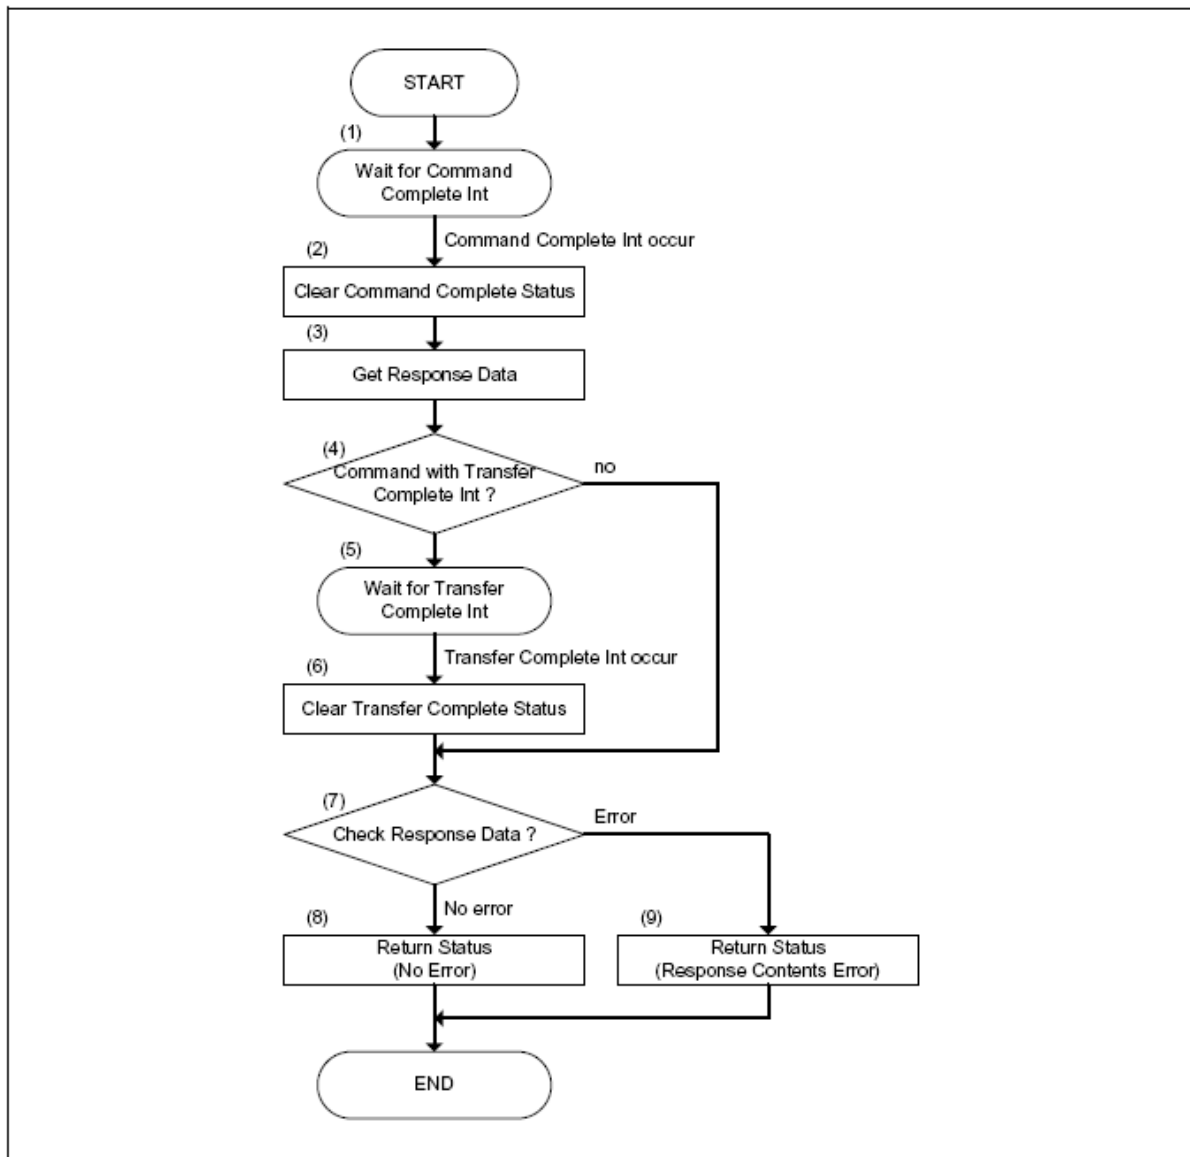 START
(1)
Wait for Command
Complete Int
Command Complete Int occur
(2)
Clear Command Complete Status
(3)
Get Response Data
(4)
Command with Transfer
Complete Int ?
no
(5)
Wait for Transfer
Complete Int
Transfer Complete Int occur
(6)
Clear Transfer Complete Status
(7)
Check Response Data ?
Error
No error
(8)
Return Status
(No Error)
(9)
Return Status
(Response Contents Error)
END